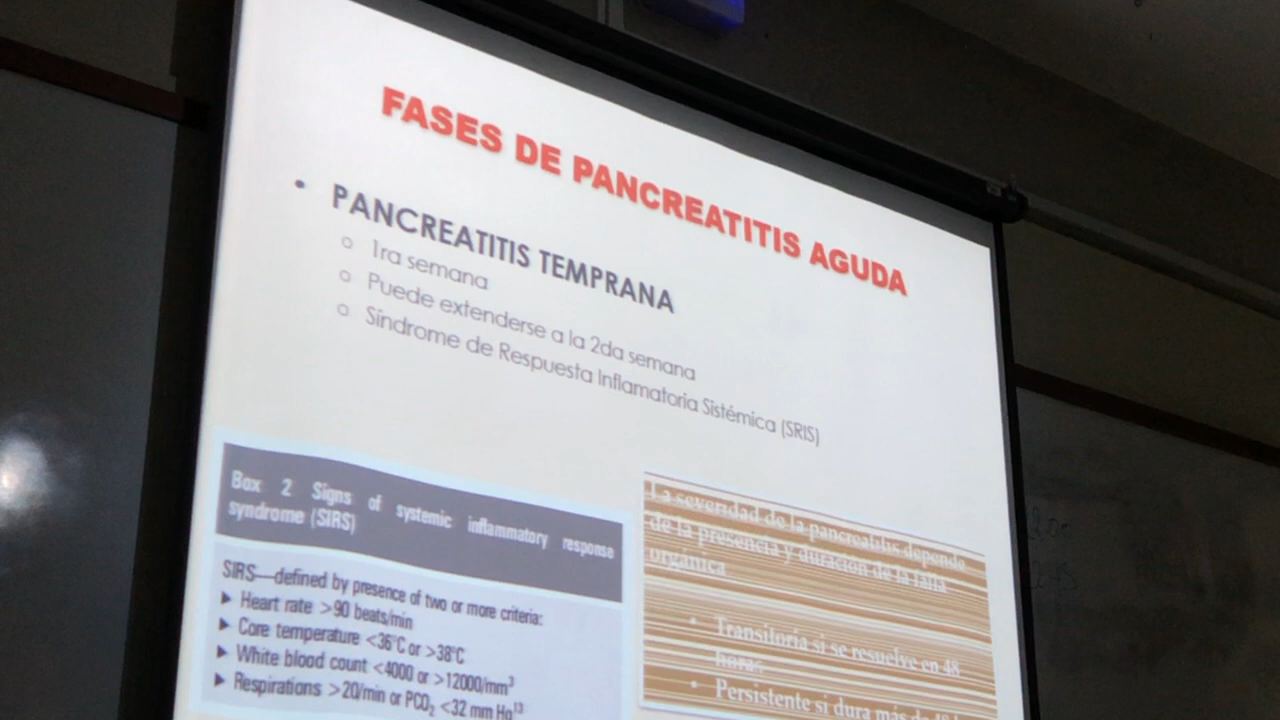 FASES DE PANCREATITIS AGUDA
• PANCREATITIS TEMPRANA
○ 1ra semana
○ Puede extenderse a la 2da semana
○ Síndrome de Respuesta Inflamatoria Sistémica (SRIS)
Box 2 Signs of systemic inflammatory response
syndrome (SIRS)
SIRS—defined by presence of two or more criteria:
▶ Heart rate >90 beats/min
▶ Core temperature <36°C or >38°C
▶ White blood count <4000 or >12000/mm³
▶ Respirations >20/min or PCO₂ <32 mm Hg¹³
La severidad de la pancreatitis depende
de la presencia y duración de la falla
orgánica
• Transitoria si se resuelve en 48
horas
• Persistente si dura más de 48